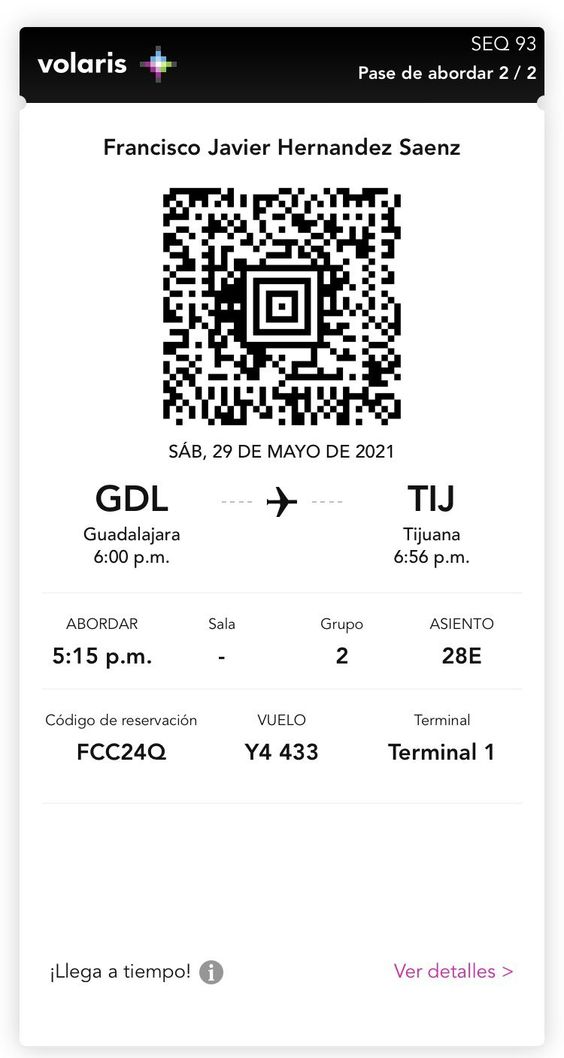 volaris
SEQ 93
Pase de abordar 2 / 2
Francisco Javier Hernandez Saenz
SÁB, 29 DE MAYO DE 2021
GDL TIJ
Guadalajara Tijuana
6:00 p.m. 6:56 p.m.
ABORDAR Sala Grupo ASIENTO
5:15 p.m. - 2 28E
Código de reservación VUELO Terminal
FCC24Q Y4 433 Terminal 1
¡Llega a tiempo! i Ver detalles >